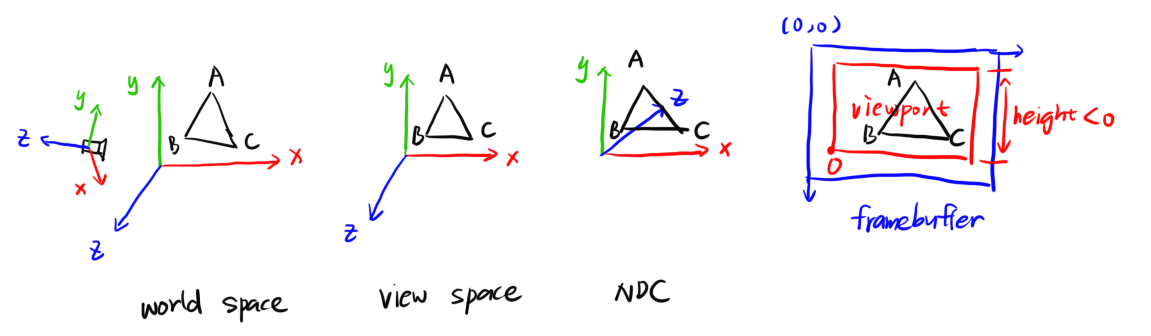 (0,0)
y
z
x
y
A
B
C
x
z
world space
y
A
B
C
x
z
view space
y
A
z
B
C
x
NDC
A
viewport
B
C
O
height<0
framebuffer